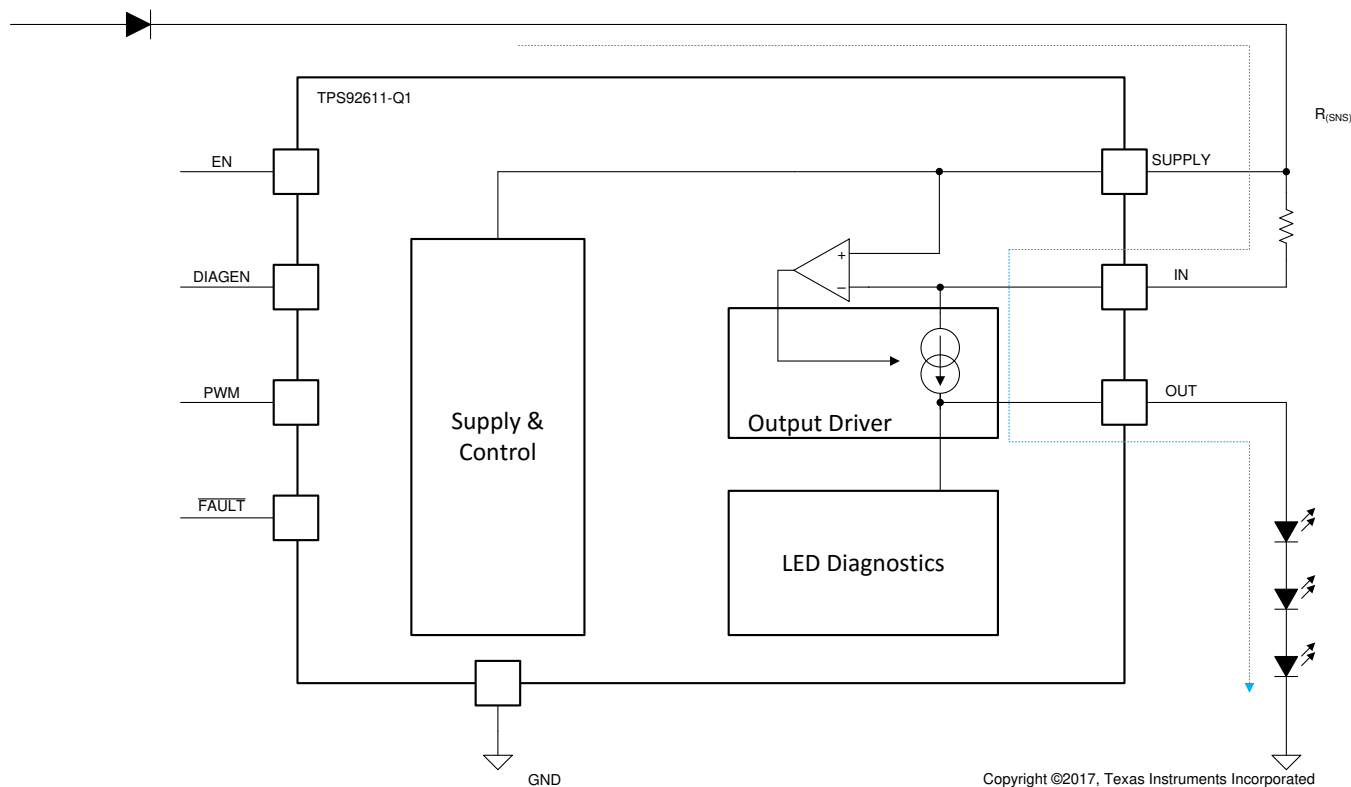 TPS92611-Q1
R(SNS)
EN
SUPPLY
DIAGEN
IN
+
−
PWM
OUT
Supply &
Control
Output Driver
FAULT
LED Diagnostics
GND
Copyright ©2017, Texas Instruments Incorporated